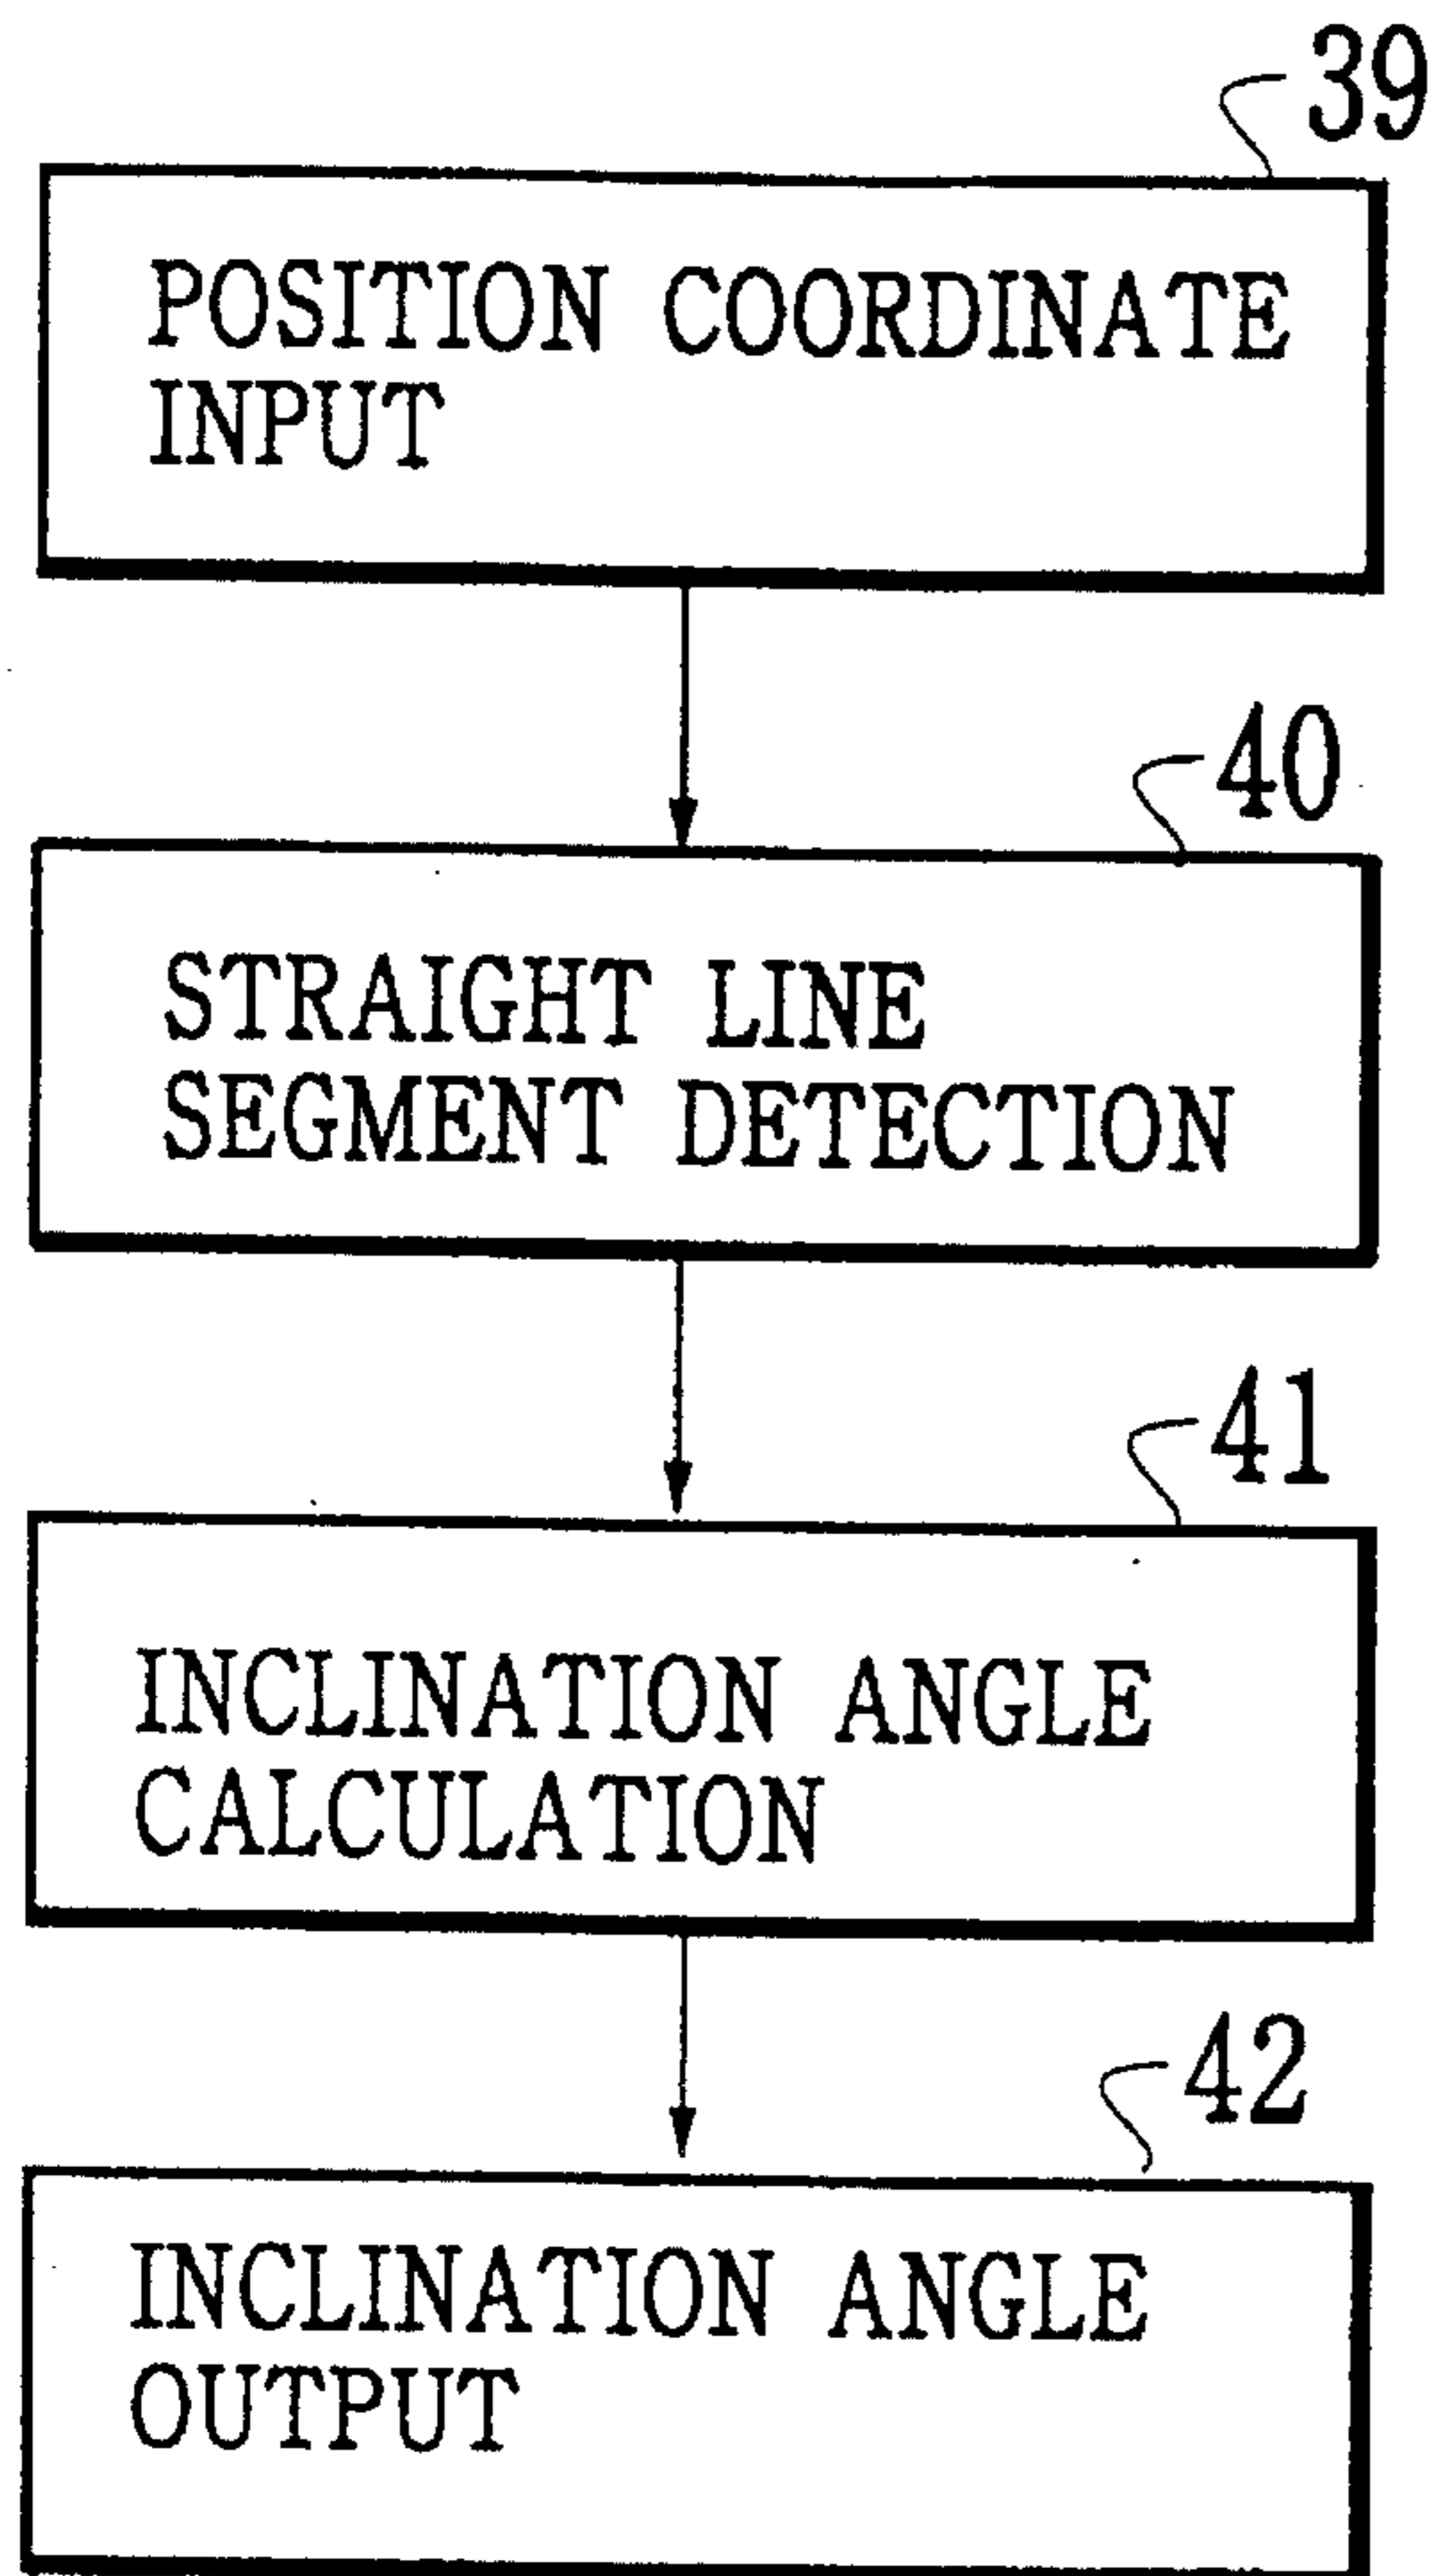 39
POSITION COORDINATE
INPUT
40
STRAIGHT LINE
SEGMENT DETECTION
41
INCLINATION ANGLE
CALCULATION
42
INCLINATION ANGLE
OUTPUT